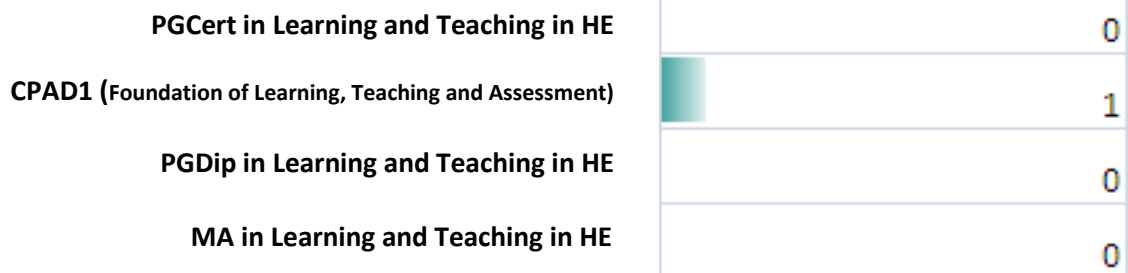 PGCert in Learning and Teaching in HE 0
CPAD1 (Foundation of Learning, Teaching and Assessment) 1
PGDip in Learning and Teaching in HE 0
MA in Learning and Teaching in HE 0